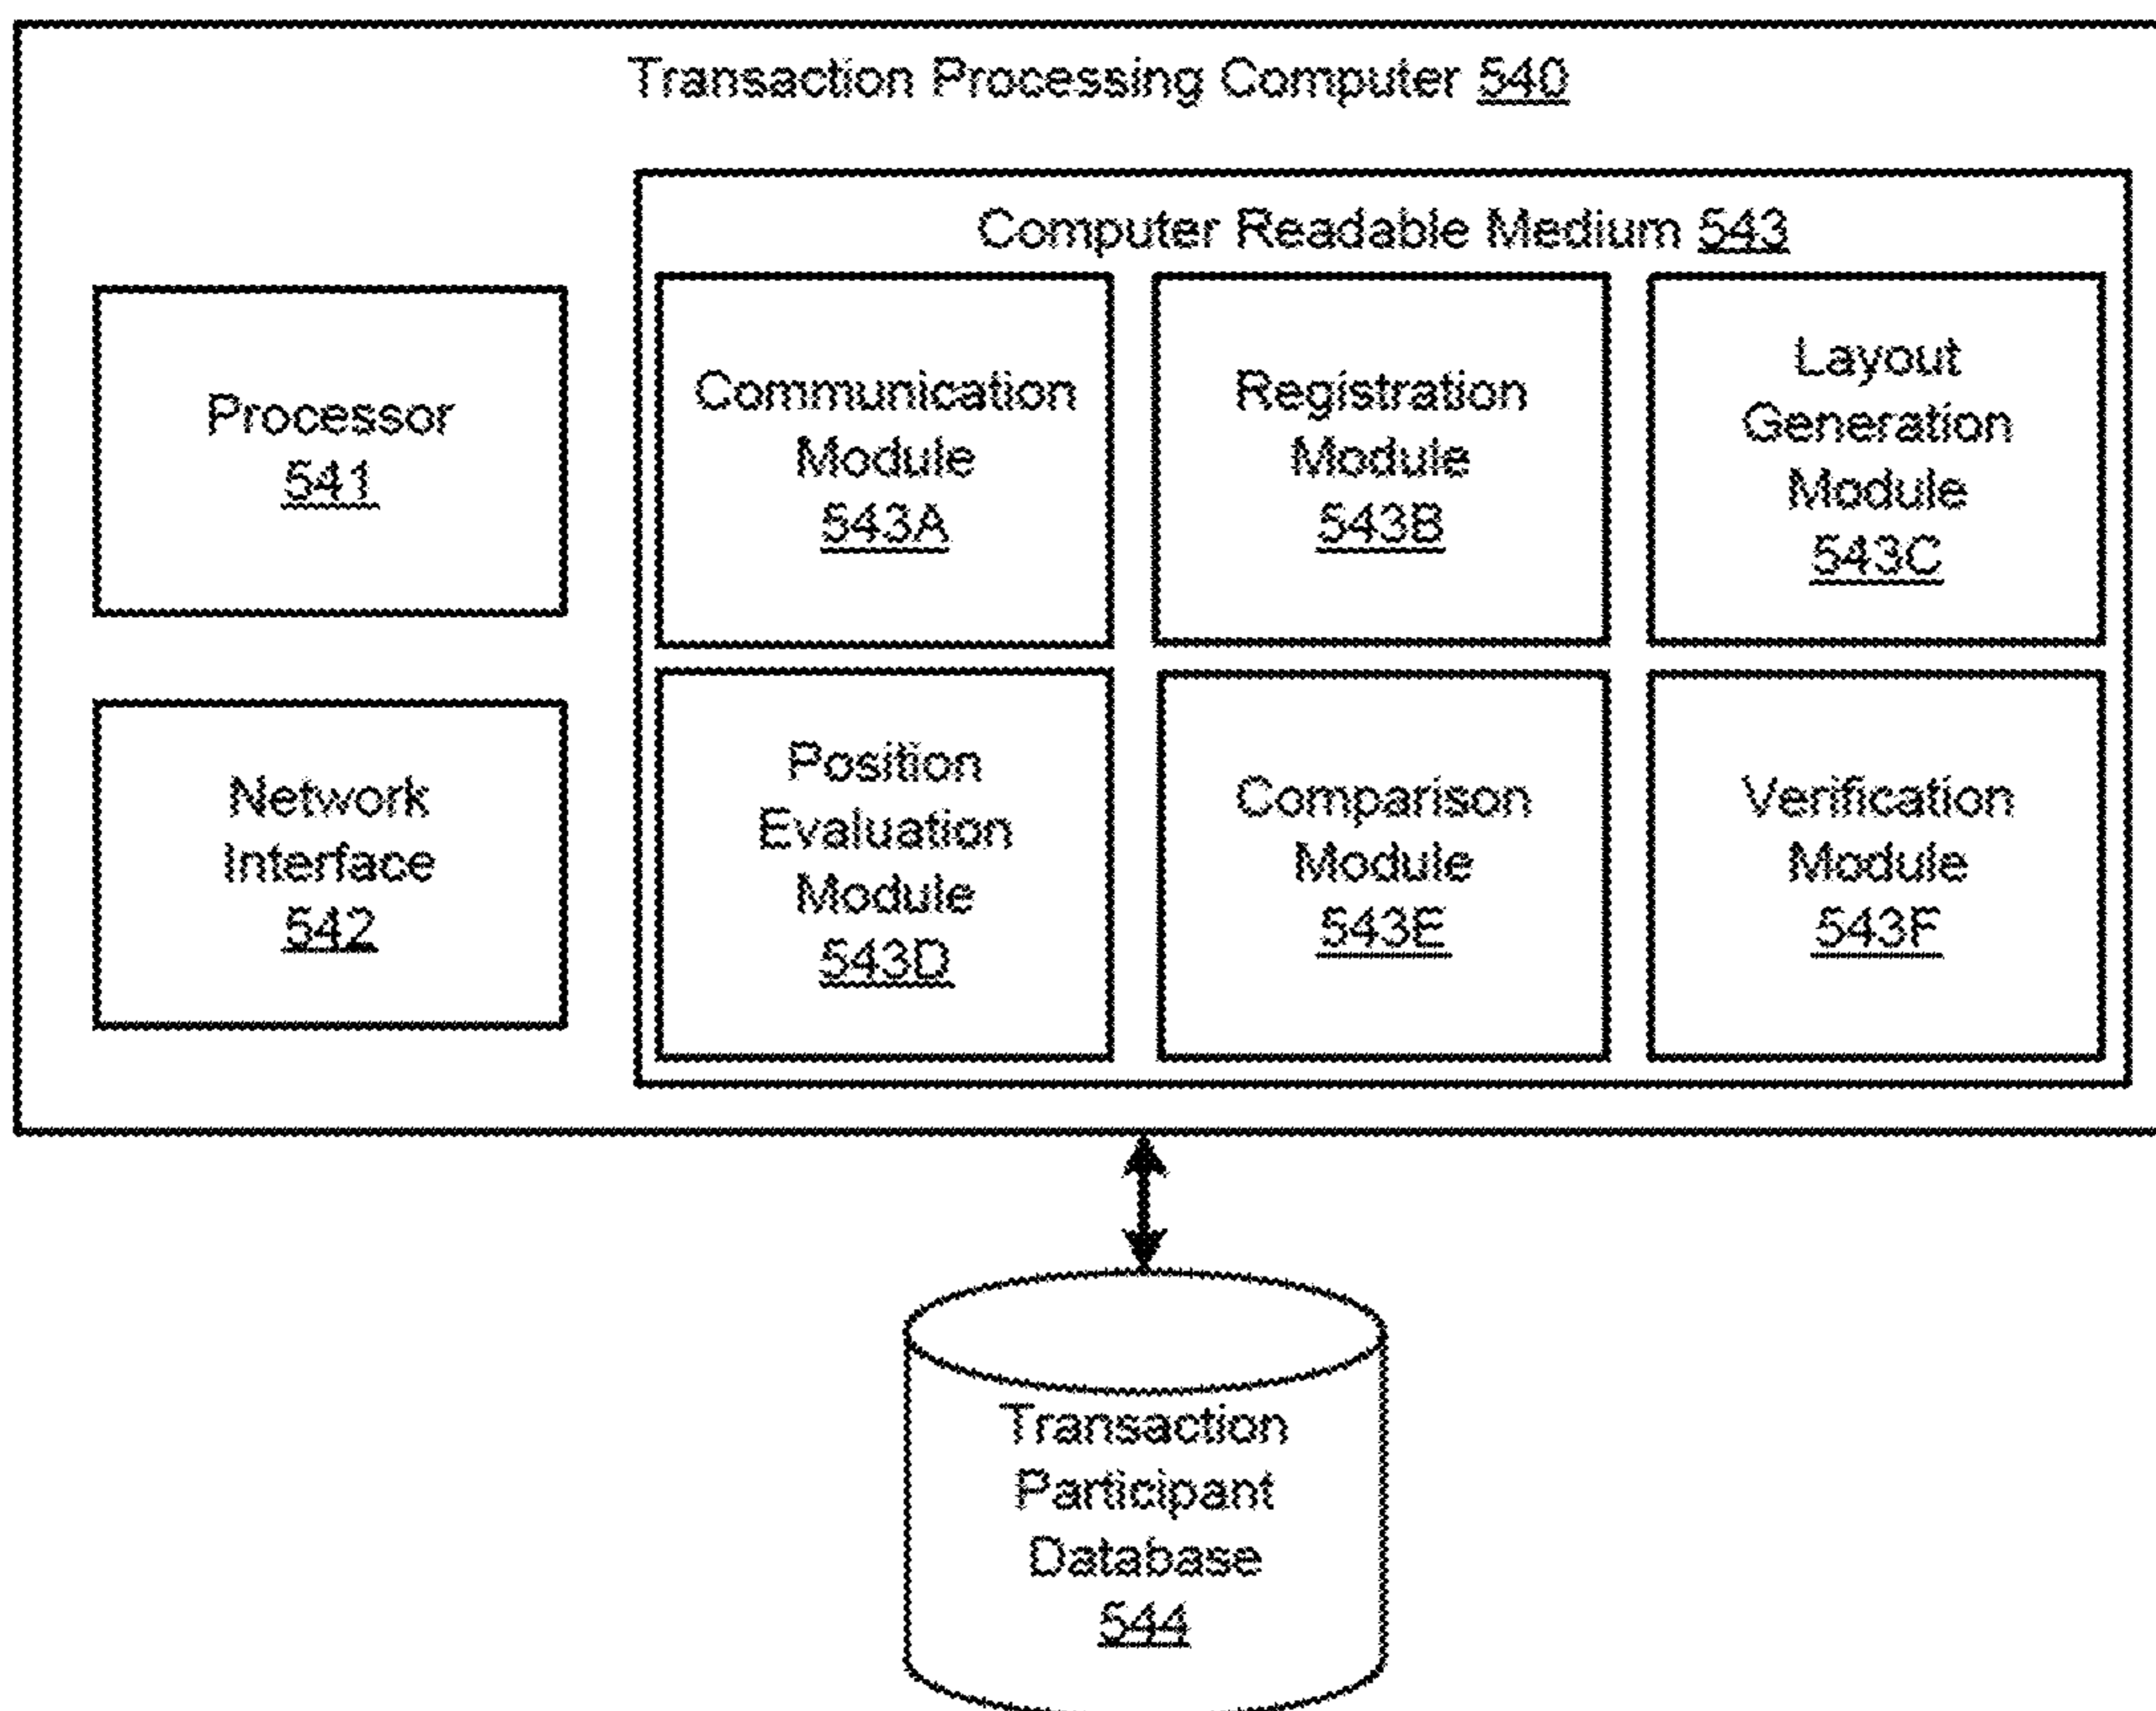 Transaction Processing Computer 540
Computer Readable Medium 543
Processor
541
Network
Interface
542
Communication
Module
543A
Registration
Module
543B
Layout
Generation
Module
543C
Position
Evaluation
Module
543D
Comparison
Module
543E
Verification
Module
543F
Transaction
Participant
Database
544